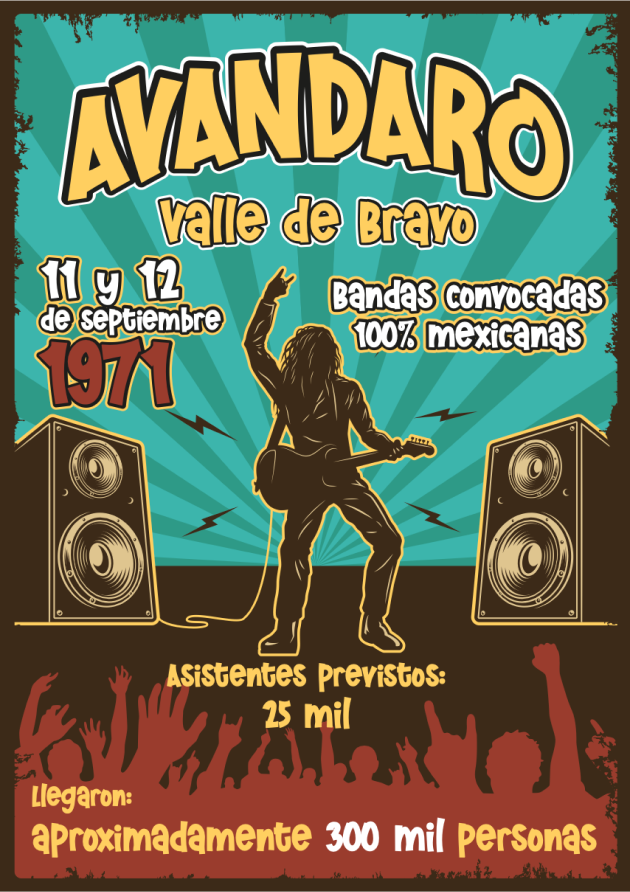 AVANDARO
Valle de Bravo
11 y 12
de septiembre
1971
Bandas convocadas
100% mexicanas
Asistentes previstos:
25 mil
Llegaron:
aproximadamente 300 mil personas